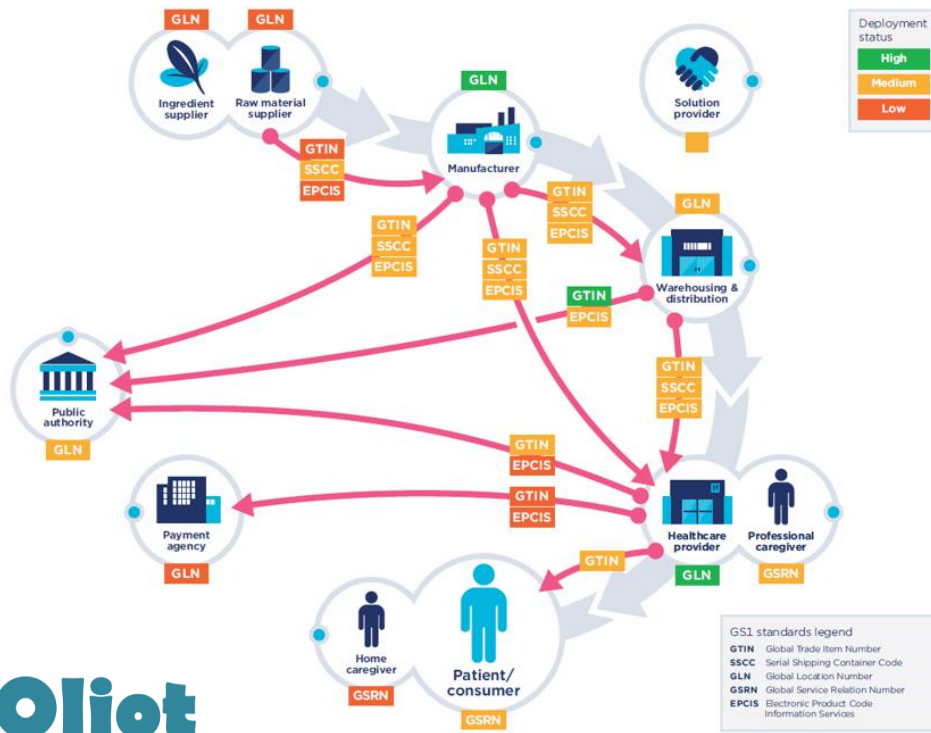 GLN
GLN
Ingredient
supplier
Raw material
supplier
GLN
Manufacturer
Solution
provider
Deployment
status
High
Medium
Low
GTIN
SSCC
EPCIS
GTIN
SSCC
EPCIS
GTIN
SSCC
EPCIS
GTIN
SSCC
EPCIS
GLN
Warehousing &
distribution
GTIN
EPCIS
Public
authority
GLN
GTIN
SSCC
EPCIS
GTIN
EPCIS
GTIN
EPCIS
Payment
agency
GLN
H
Healthcare
provider
GLN
Professional
caregiver
GSRN
GTIN
Home
caregiver
GSRN
Patient/
consumer
GSRN
GS1 standards legend
GTIN Global Trade Item Number
SSCC Serial Shipping Container Code
GLN Global Location Number
GSRN Global Service Relation Number
EPCIS Electronic Product Code
Information Services
Oliot